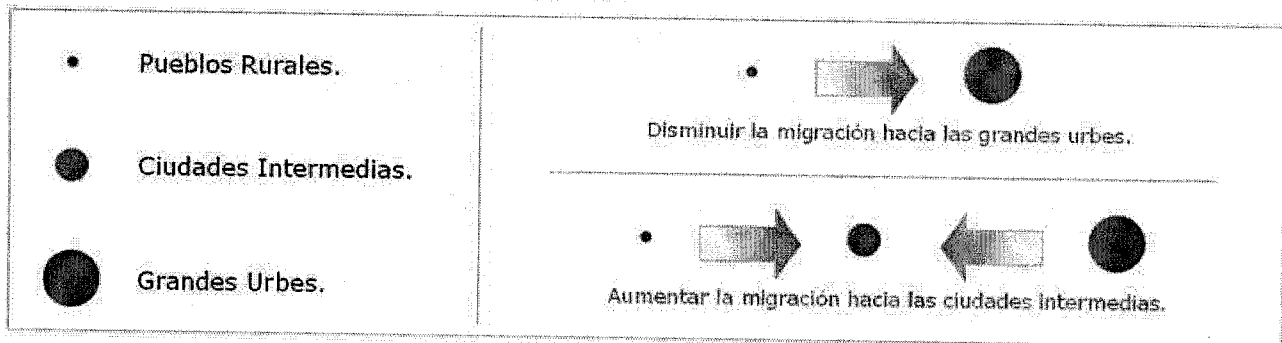 Pueblos Rurales.
Ciudades Intermedias.
Grandes Urbes.
Disminuir la migración hacia las grandes urbes.
Aumentar la migración hacia las ciudades intermedias.